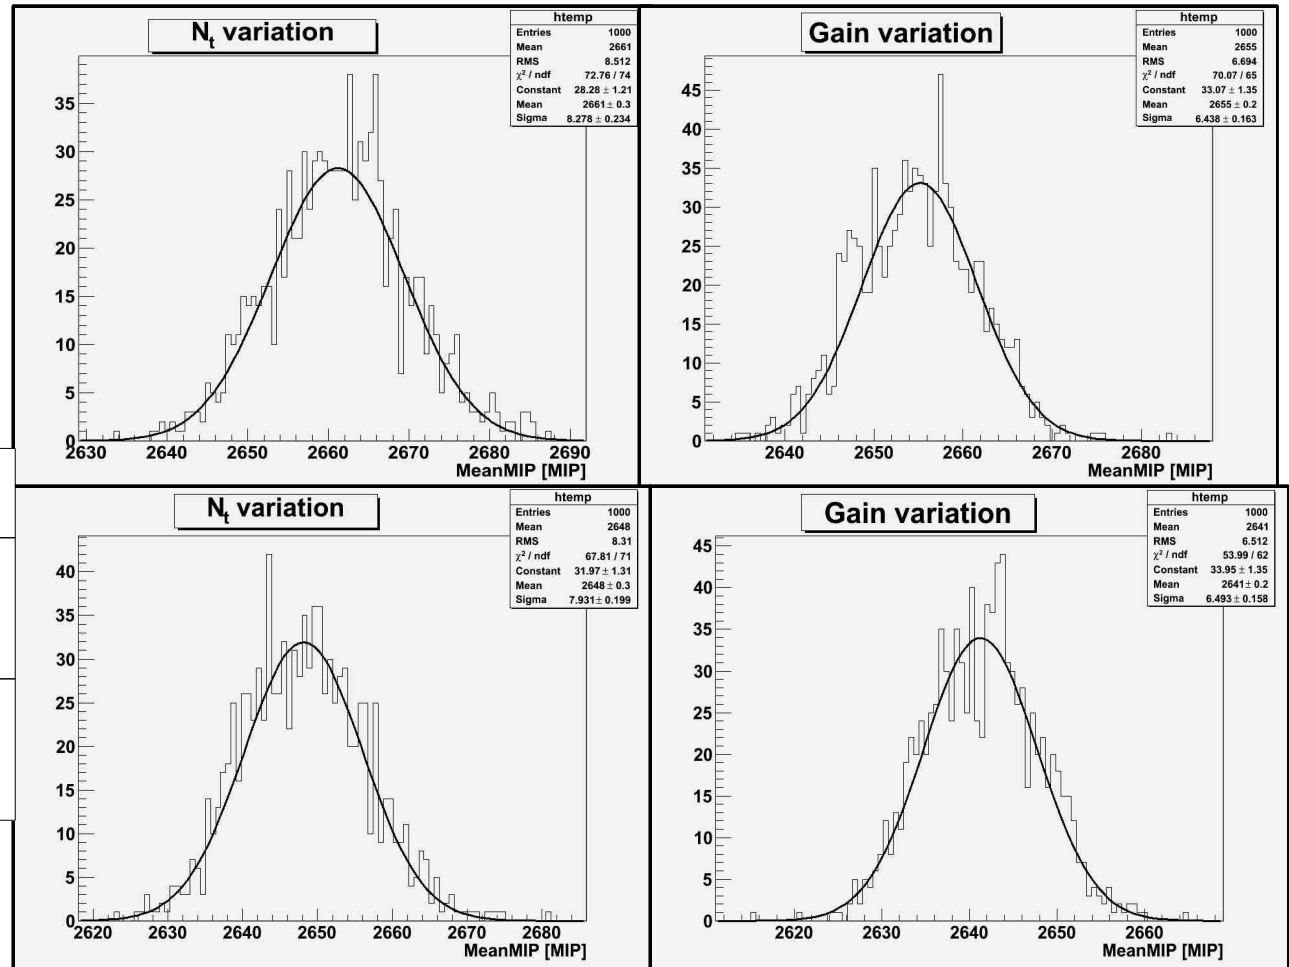 N_t variation
htemp
Entries 1000
Mean 2661
RMS 8.512
χ² / ndf 72.76 / 74
Constant 28.28 ± 1.21
Mean 2661 ± 0.3
Sigma 8.278 ± 0.234
35
30
25
20
15
10
5
0
2630 2640 2650 2660 2670 2680 2690
MeanMIP [MIP]
Gain variation
htemp
Entries 1000
Mean 2655
RMS 6.694
χ² / ndf 70.07 / 65
Constant 33.07 ± 1.35
Mean 2655 ± 0.2
Sigma 6.438 ± 0.163
45
40
35
30
25
20
15
10
5
0
2640 2650 2660 2670 2680
MeanMIP [MIP]
N_t variation
htemp
Entries 1000
Mean 2648
RMS 8.31
χ² / ndf 67.81 / 71
Constant 31.97 ± 1.31
Mean 2648 ± 0.3
Sigma 7.931 ± 0.199
40
35
30
25
20
15
10
5
0
2620 2630 2640 2650 2660 2670 2680
MeanMIP [MIP]
Gain variation
htemp
Entries 1000
Mean 2641
RMS 6.512
χ² / ndf 53.99 / 62
Constant 33.95 ± 1.35
Mean 2641 ± 0.2
Sigma 6.493 ± 0.158
45
40
35
30
25
20
15
10
5
0
2620 2630 2640 2650 2660
MeanMIP [MIP]